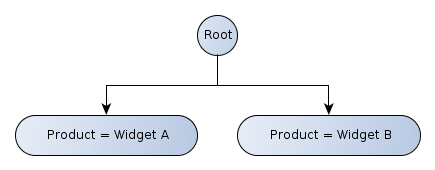 Root
Product = Widget A
Product = Widget B